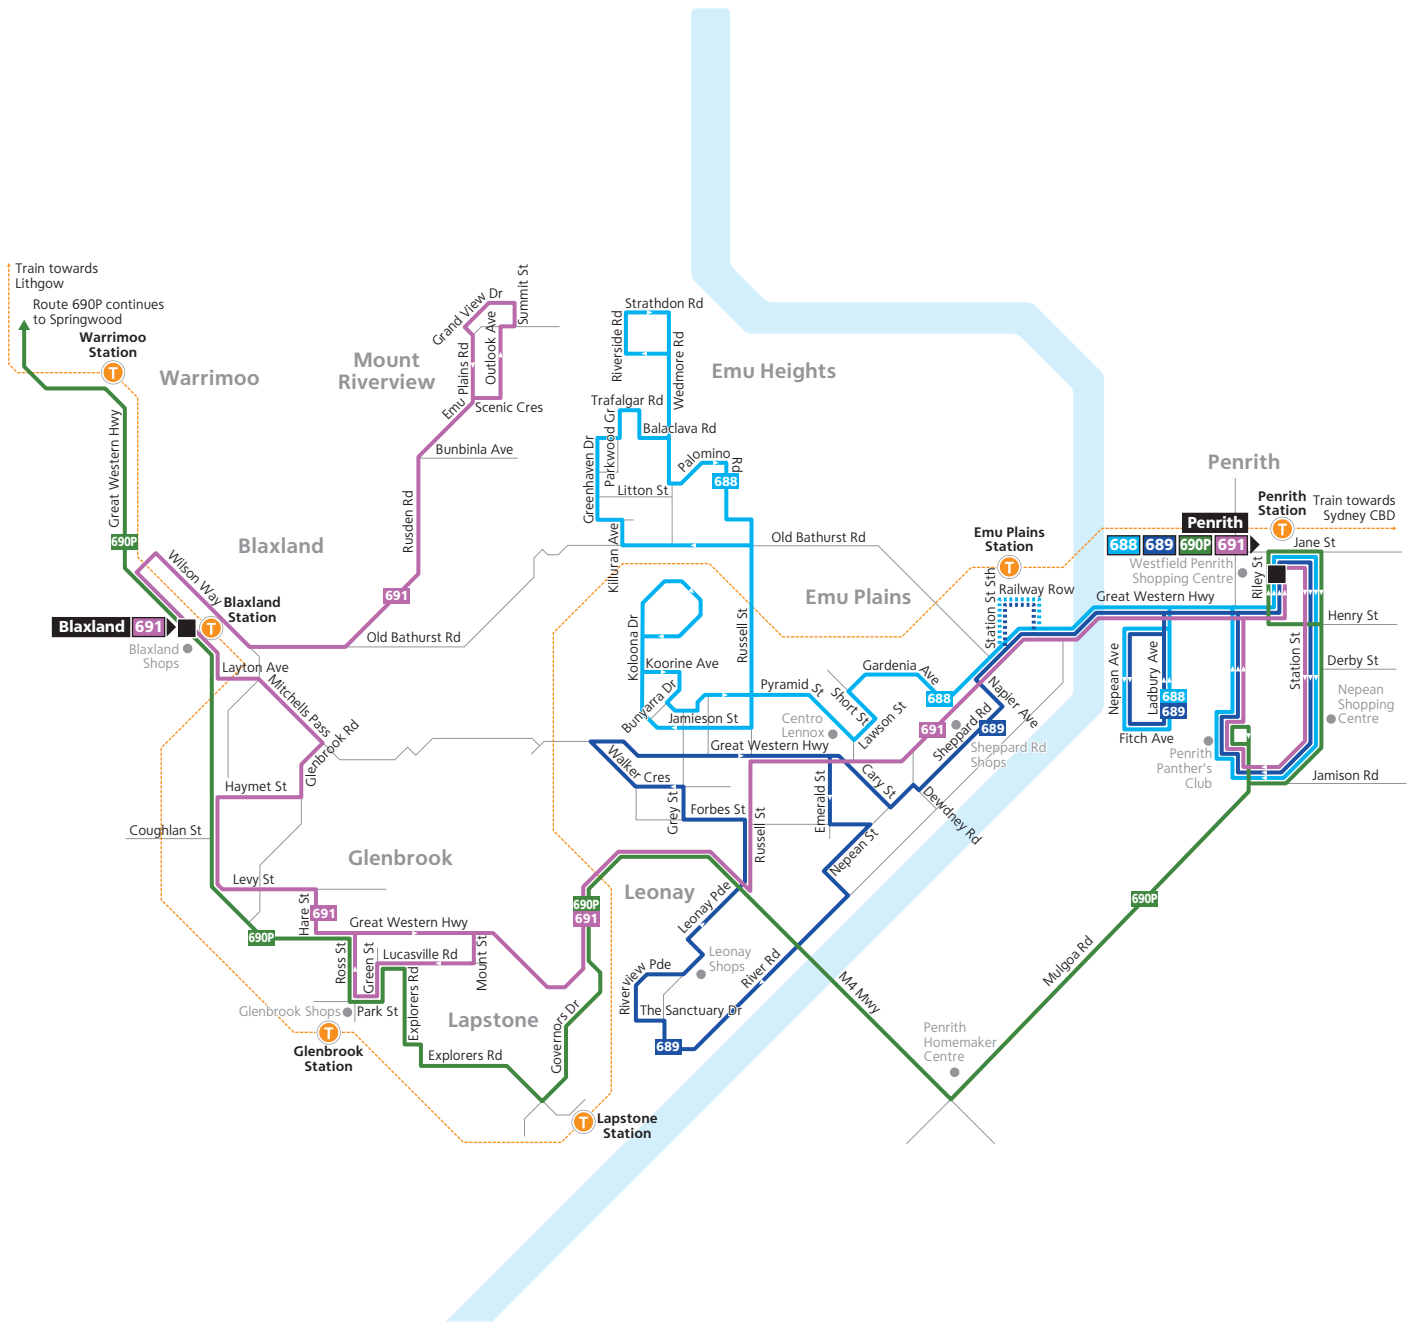 Train towards
Lithgow
Route 690P continues
to Springwood
Warrimoo
Station
T
Warrimoo
Great Western Hwy
690P
Mount
Riverview
Grand View Dr
Summit St
Outlook Ave
Emu Plains Rd
Scenic Cres
Bunbinla Ave
Rusden Rd
691
Old Bathurst Rd
Blaxland
Wilson Way
Blaxland
Station
T
Blaxland
691
Blaxland
Shops
Layton Ave
Mitchells Pass
Glenbrook Rd
Haymet St
Coughlan St
Glenbrook
Levy St
Hare St
691
690P
Great Western Hwy
Ross St
Green St
Lucasville Rd
Mount St
Glenbrook Shops
Park St
Explorers Rd
Explorers Rd
T
Glenbrook
Station
Lapstone
Governors Dr
T
Lapstone
Station
690P
691
Strathdon Rd
Riverside Rd
Wedmore Rd
Emu Heights
Trafalgar Rd
Parkwood Gr
Balaclava Rd
Greenhaven Dr
Palomino
Rd
688
Litton St
Killuran Ave
Old Bathurst Rd
Koloona Dr
Koorine Ave
Bunyarra Dr
Jamieson St
Russell St
Emu Plains
Pyramid St
Gardenia Ave
Short St
Lawson St
688
Centro
Lennox
691
Emu Plains
Station
T
Station St Sth
Railway Row
Napier Ave
Sheppard Rd
689
Sheppard Rd
Shops
Great Western Hwy
Walker Cres
Grey St
Forbes St
Russell St
Emerald St
Cary St
Dewdney Rd
Nepean St
Leonay
Leonay Pde
Leonay
Shops
Riverview Pde
The Sanctuary Dr
689
River Rd
M4 Mwy
Penrith
Homemaker
Centre
Mulgoa Rd
690P
Penrith
Penrith
Station
T
Train towards
Sydney CBD
Penrith
688
689
690P
691
Westfield Penrith
Shopping Centre
Riley St
Jane St
Great Western Hwy
Henry St
Derby St
Station St
Nepean
Shopping
Centre
Nepean Ave
Ladbury Ave
688
689
Fitch Ave
Penrith
Panther's
Club
Jamison Rd